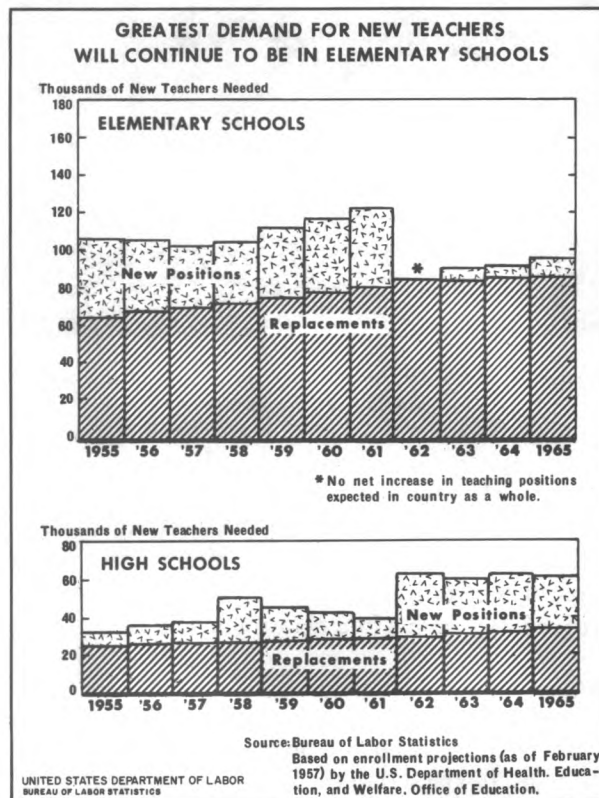 GREATEST DEMAND FOR NEW TEACHERS
WILL CONTINUE TO BE IN ELEMENTARY SCHOOLS
Thousands of New Teachers Needed
180
ELEMENTARY SCHOOLS
160
140
120
100
New Positions
80
*
60
Replacements
40
20
0
1955 '56 '57 '58 '59 '60 '61 '62 '63 '64 1965
* No net increase in teaching positions
expected in country as a whole.
Thousands of New Teachers Needed
80
HIGH SCHOOLS
60
New Positions
40
20
Replacements
0
1955 '56 '57 '58 '59 '60 '61 '62 '63 '64 1965
Source: Bureau of Labor Statistics
Based on enrollment projections (as of February
1957) by the U.S. Department of Health. Educa-
tion, and Welfare. Office of Education.
UNITED STATES DEPARTMENT OF LABOR
BUREAU OF LABOR STATISTICS